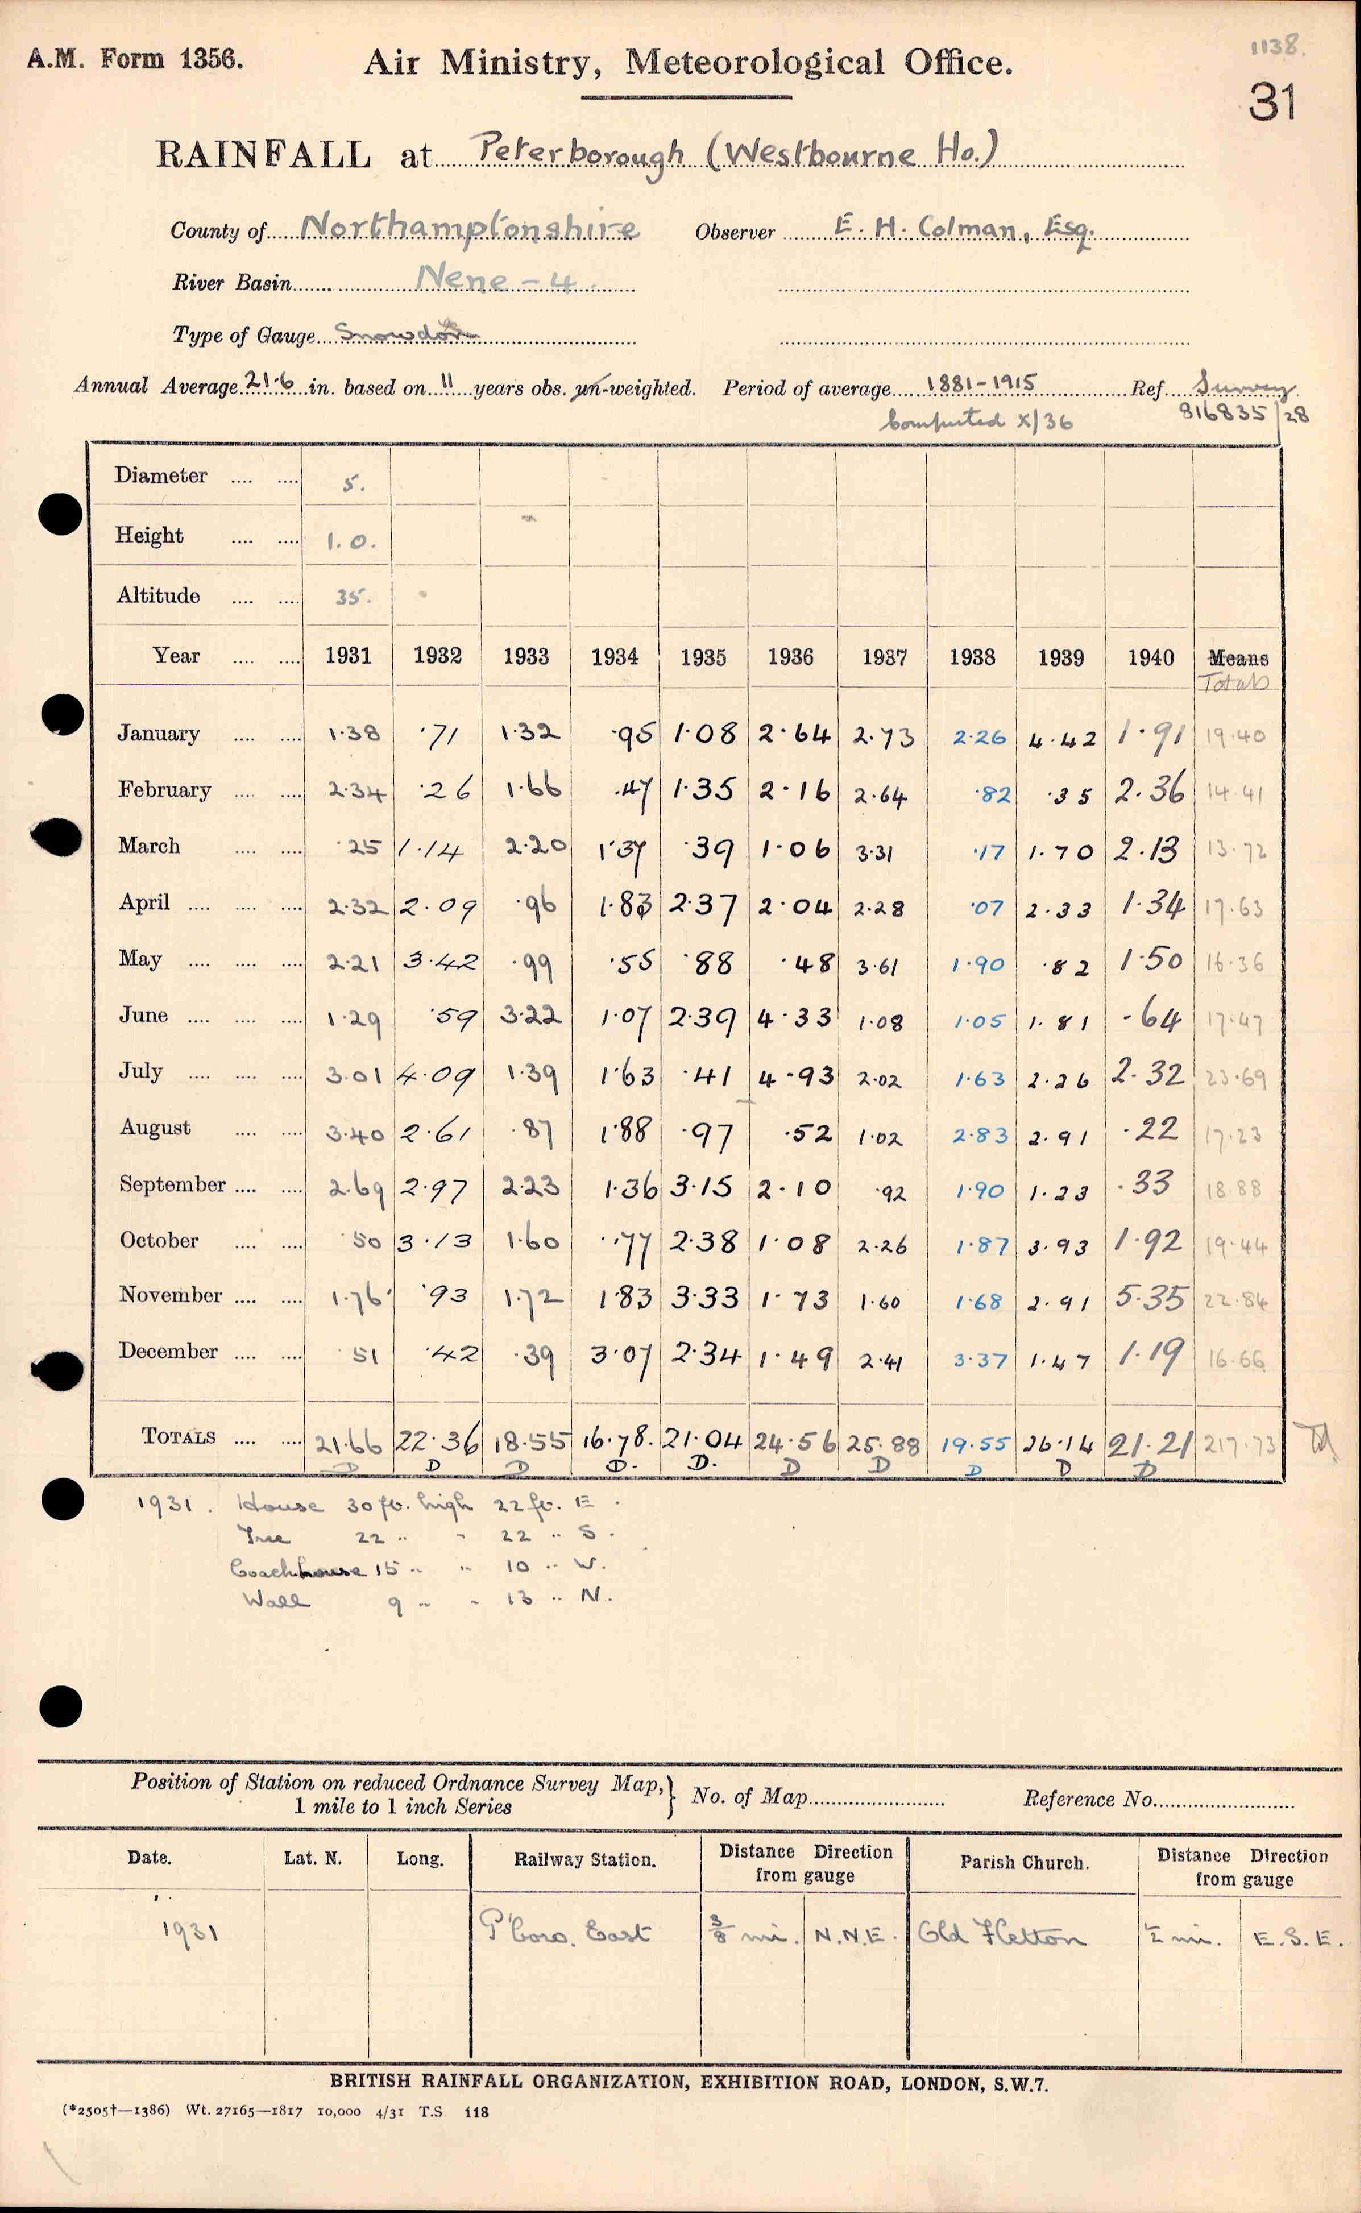 1138.
A.M. Form 1356. Air Ministry, Meteorological Office.
31
RAINFALL at Peterborough (Westbourne Ho.)
County of Northamptonshire Observer E. H. Colman, Esq.
River Basin Nene - 4.
Type of Gauge Snowdon
Annual Average 21.6 in. based on 11 years obs. un-weighted. Period of average 1881-1915 Ref. Survey
Computed X/36 816835/28
Diameter .... .... 5.
Height .... .... 1.0.
Altitude .... .... 35.
Year .... .... 1931 1932 1933 1934 1935 1936 1937 1938 1939 1940 Means
Totals
January .... .... 1.38 .71 1.32 .95 1.08 2.64 2.73 2.26 4.42 1.91 19.40
February .... .... 2.34 .26 1.66 .47 1.35 2.16 2.64 .82 .35 2.36 14.41
March .... .... .25 1.14 2.20 1.37 .39 1.06 3.31 .17 1.70 2.13 13.72
April .... .... .... 2.32 2.09 .96 1.83 2.37 2.04 2.28 .07 2.33 1.34 17.63
May .... .... .... 2.21 3.42 .99 .55 .88 .48 3.61 1.90 .82 1.50 16.36
June .... .... .... 1.29 .59 3.22 1.07 2.39 4.33 1.08 1.05 1.81 .64 17.47
July .... .... .... 3.01 4.09 1.39 1.63 .41 4.93 2.02 1.63 2.26 2.32 23.69
August .... .... 3.40 2.61 .87 1.88 .97 .52 1.02 2.83 2.91 .22 17.23
September .... .... 2.69 2.97 2.23 1.36 3.15 2.10 .92 1.90 1.23 .33 18.88
October .... .... .50 3.13 1.60 .77 2.38 1.08 2.26 1.87 3.93 1.92 19.44
November .... .... 1.76 .93 1.72 1.83 3.33 1.73 1.60 1.68 2.91 5.35 22.84
December .... .... .51 .42 .39 3.07 2.34 1.49 2.41 3.37 1.47 1.19 16.66
TOTALS .... .... 21.66 22.36 18.55 16.78. 21.04 24.56 25.88 19.55 26.14 21.21 217.73
D D D D. D. D D D D D
1931. House 30 ft. high 22 ft. E.
Tree 22 " " 22 " S.
Coachhouse 15 " " 10 " W.
Wall 9 " " 13 " N.
Position of Station on reduced Ordnance Survey Map, } No. of Map Reference No.
1 mile to 1 inch Series
Date. Lat. N. Long. Railway Station. Distance Direction from gauge Parish Church. Distance Direction from gauge
1931 P'boro. East 3/8 mi. N.N.E. Old Fletton 1/2 mi. E.S.E.
BRITISH RAINFALL ORGANIZATION, EXHIBITION ROAD, LONDON, S.W.7.
(*2505†—1386) Wt. 27165—1817 10,000 4/31 T.S. 118